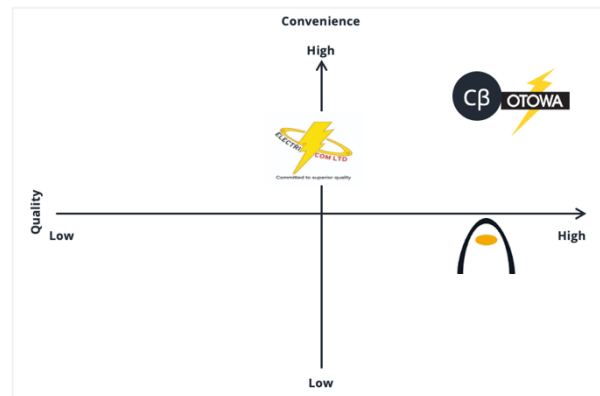 Convenience
High
Cβ OTOWA
ELECTRI COM LTD
Committed to superior quality
Quality
Low
High
Low